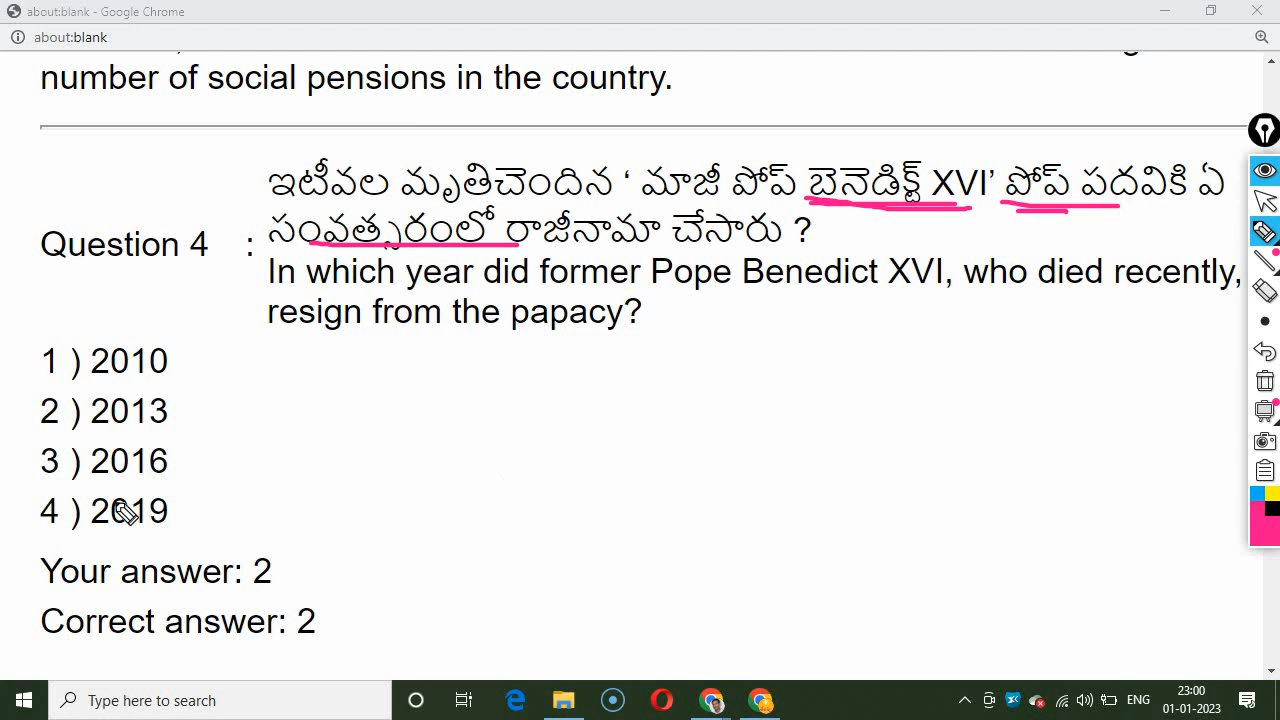 about:blank - Google Chrome
about:blank
number of social pensions in the country.
ఇటీవల మృతిచెందిన ‘ మాజీ పోప్ బెనెడిక్ట్ XVI’ పోప్ పదవికి ఏ
సంవత్సరంలో రాజీనామా చేసారు ?
Question 4 :
In which year did former Pope Benedict XVI, who died recently,
resign from the papacy?
1 ) 2010
2 ) 2013
3 ) 2016
4 ) 2019
Your answer: 2
Correct answer: 2
Type here to search
ENG
23:00
01-01-2023